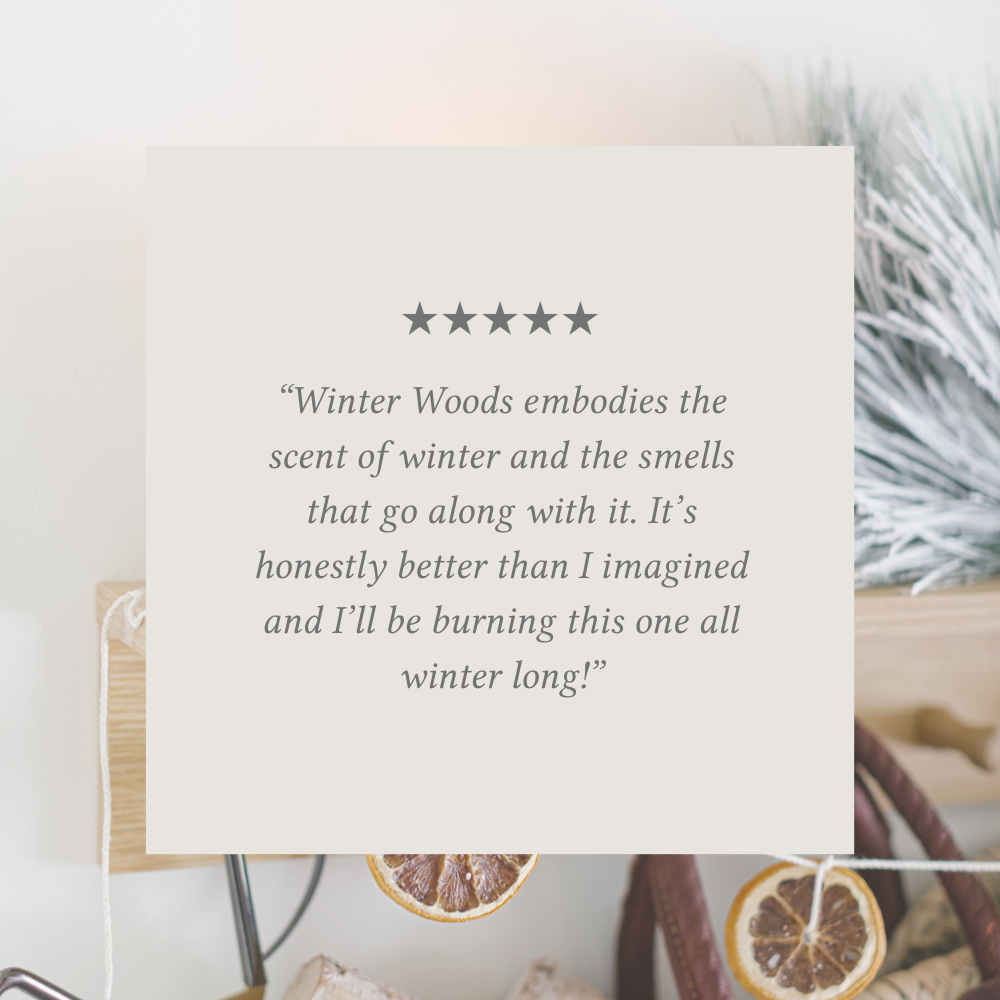 ★★★★★
“Winter Woods embodies the
scent of winter and the smells
that go along with it. It’s
honestly better than I imagined
and I’ll be burning this one all
winter long!”